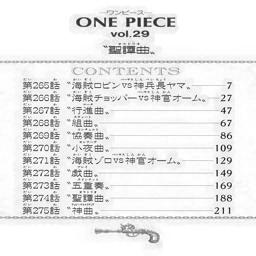 ワンピース
ONE PIECE
vol.29
オラトリオ
“聖譚曲”
CONTENTS
第265話 “海賊ロビンVS神兵長ヤマ” 7
第266話 “海賊チョッパーVS神官オーム” 27
第267話 “行進曲” 47
第268話 “組曲” 66
第269話 “協奏曲” 86
第270話 “小夜曲” 109
第271話 “海賊ゾロVS神官オーム” 129
第272話 “戯曲” 149
第273話 “五重奏” 169
第274話 “聖譚曲” 188
第275話 “神曲” 211